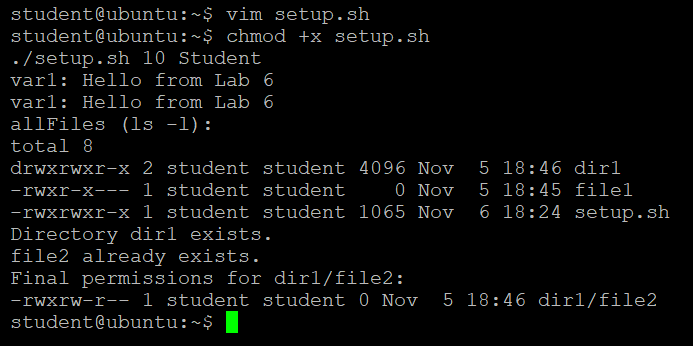 student@ubuntu:~$ vim setup.sh
student@ubuntu:~$ chmod +x setup.sh
./setup.sh 10 Student
var1: Hello from Lab 6
var1: Hello from Lab 6
allFiles (ls -l):
total 8
drwxrwxr-x 2 student student 4096 Nov  5 18:46 dir1
-rwxr-x--- 1 student student    0 Nov  5 18:45 file1
-rwxrwxr-x 1 student student 1065 Nov  6 18:24 setup.sh
Directory dir1 exists.
file2 already exists.
Final permissions for dir1/file2:
-rwxrw-r-- 1 student student 0 Nov  5 18:46 dir1/file2
student@ubuntu:~$